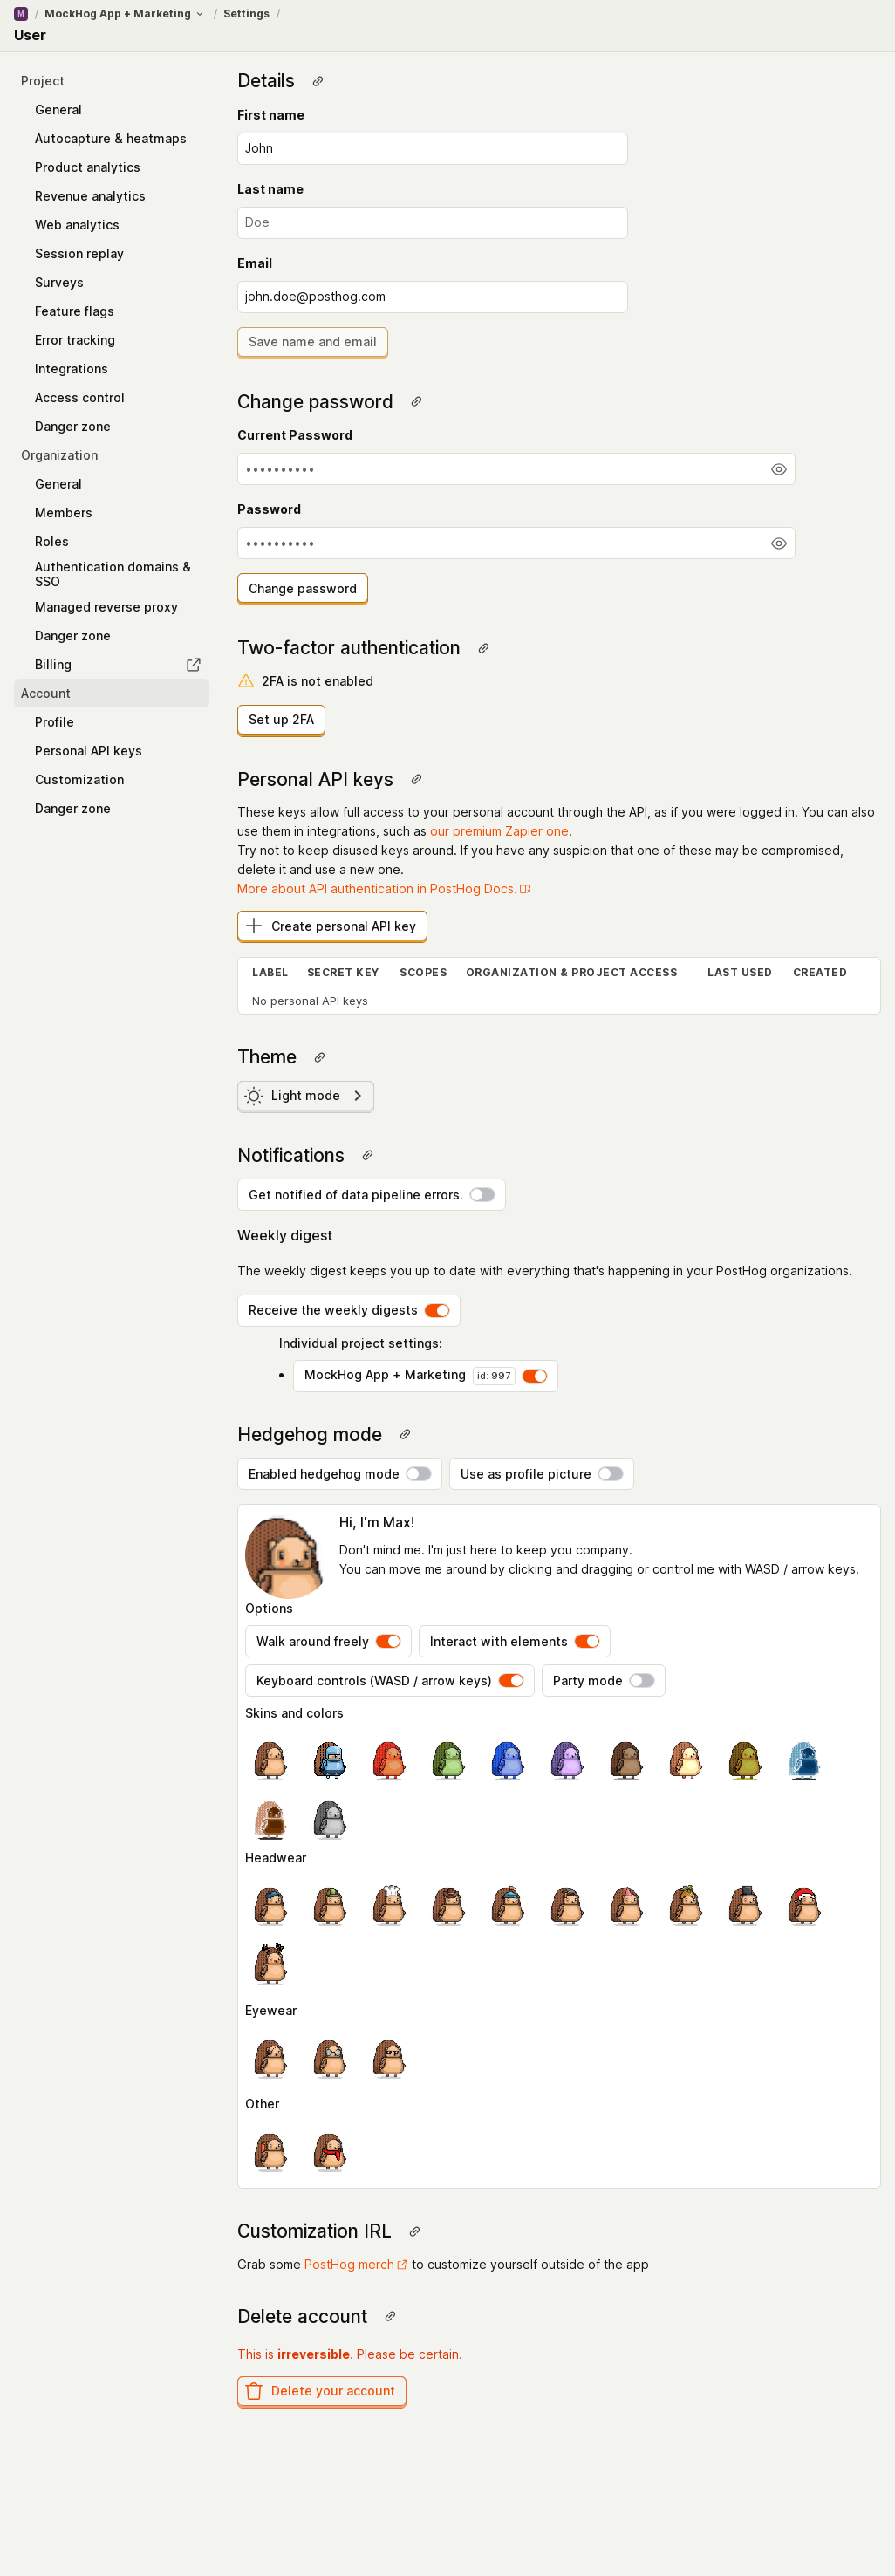 M / MockHog App + Marketing / Settings /
User
Project
General
Autocapture & heatmaps
Product analytics
Revenue analytics
Web analytics
Session replay
Surveys
Feature flags
Error tracking
Integrations
Access control
Danger zone
Organization
General
Members
Roles
Authentication domains &
SSO
Managed reverse proxy
Danger zone
Billing
Account
Profile
Personal API keys
Customization
Danger zone
Details
First name
John
Last name
Doe
Email
john.doe@posthog.com
Save name and email
Change password
Current Password
••••••••••
Password
••••••••••
Change password
Two-factor authentication
2FA is not enabled
Set up 2FA
Personal API keys
These keys allow full access to your personal account through the API, as if you were logged in. You can also
use them in integrations, such as our premium Zapier one.
Try not to keep disused keys around. If you have any suspicion that one of these may be compromised,
delete it and use a new one.
More about API authentication in PostHog Docs.
Create personal API key
LABEL SECRET KEY SCOPES ORGANIZATION & PROJECT ACCESS LAST USED CREATED
No personal API keys
Theme
Light mode
Notifications
Get notified of data pipeline errors.
Weekly digest
The weekly digest keeps you up to date with everything that's happening in your PostHog organizations.
Receive the weekly digests
Individual project settings:
• MockHog App + Marketing id: 997
Hedgehog mode
Enabled hedgehog mode Use as profile picture
Hi, I'm Max!
Don't mind me. I'm just here to keep you company.
You can move me around by clicking and dragging or control me with WASD / arrow keys.
Options
Walk around freely Interact with elements
Keyboard controls (WASD / arrow keys) Party mode
Skins and colors
Headwear
Eyewear
Other
Customization IRL
Grab some PostHog merch to customize yourself outside of the app
Delete account
This is irreversible. Please be certain.
Delete your account